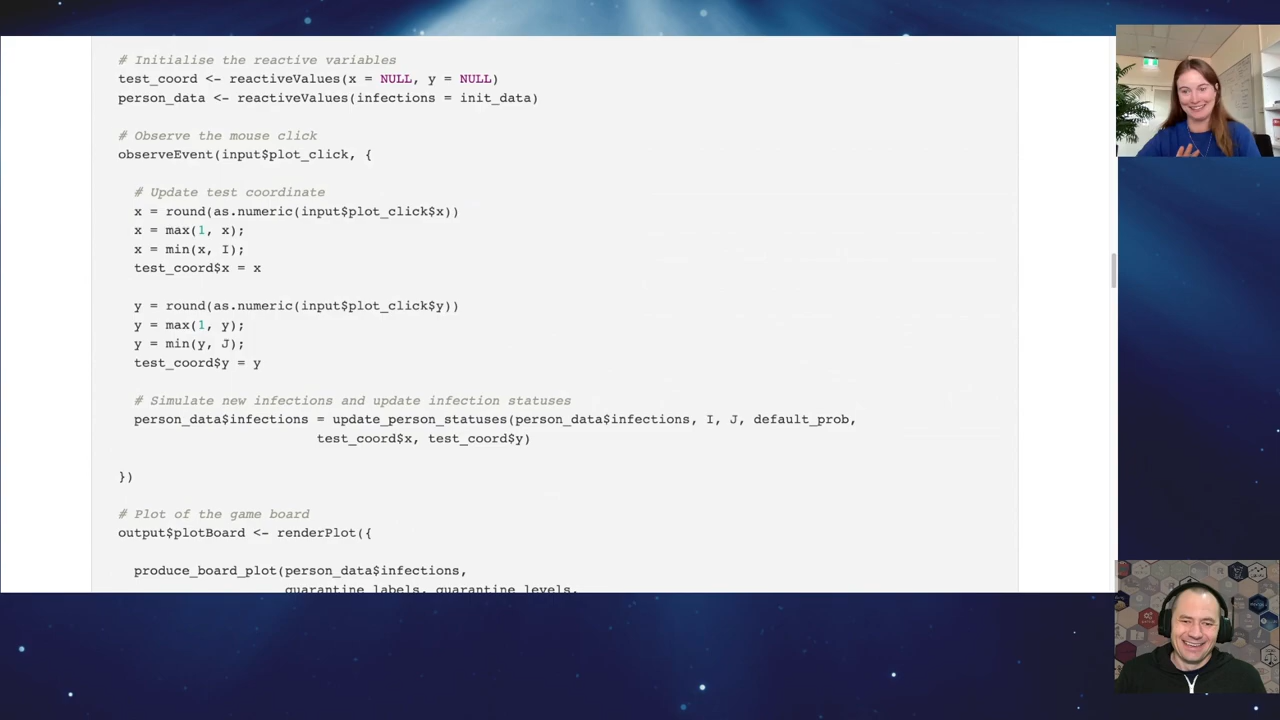 # Initialise the reactive variables
test_coord <- reactiveValues(x = NULL, y = NULL)
person_data <- reactiveValues(infections = init_data)
# Observe the mouse click
observeEvent(input$plot_click, {
# Update test coordinate
x = round(as.numeric(input$plot_click$x))
x = max(1, x);
x = min(x, I);
test_coord$x = x
y = round(as.numeric(input$plot_click$y))
y = max(1, y);
y = min(y, J);
test_coord$y = y
# Simulate new infections and update infection statuses
person_data$infections = update_person_statuses(person_data$infections, I, J, default_prob,
test_coord$x, test_coord$y)
})
# Plot of the game board
output$plotBoard <- renderPlot({
produce_board_plot(person_data$infections,
quarantine_labels, quarantine_levels,